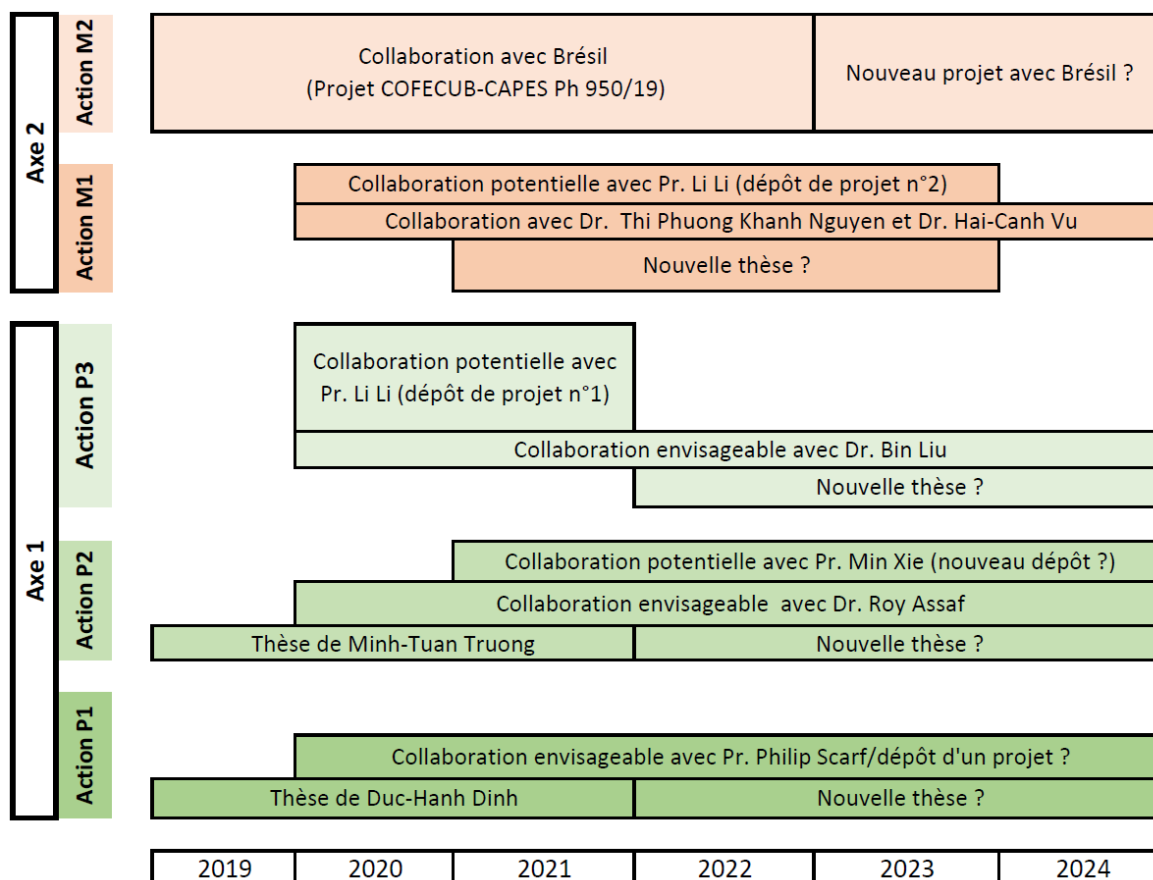 Axe 2
Action M2
Collaboration avec Brésil
(Projet COFECUB-CAPES Ph 950/19)
Nouveau projet avec Brésil ?
Action M1
Collaboration potentielle avec Pr. Li Li (dépôt de projet n°2)
Collaboration avec Dr. Thi Phuong Khanh Nguyen et Dr. Hai-Canh Vu
Nouvelle thèse ?
Axe 1
Action P3
Collaboration potentielle avec
Pr. Li Li (dépôt de projet n°1)
Collaboration envisageable avec Dr. Bin Liu
Nouvelle thèse ?
Action P2
Collaboration potentielle avec Pr. Min Xie (nouveau dépôt ?)
Collaboration envisageable avec Dr. Roy Assaf
Thèse de Minh-Tuan Truong
Nouvelle thèse ?
Action P1
Collaboration envisageable avec Pr. Philip Scarf/dépôt d'un projet ?
Thèse de Duc-Hanh Dinh
Nouvelle thèse ?
2019 2020 2021 2022 2023 2024